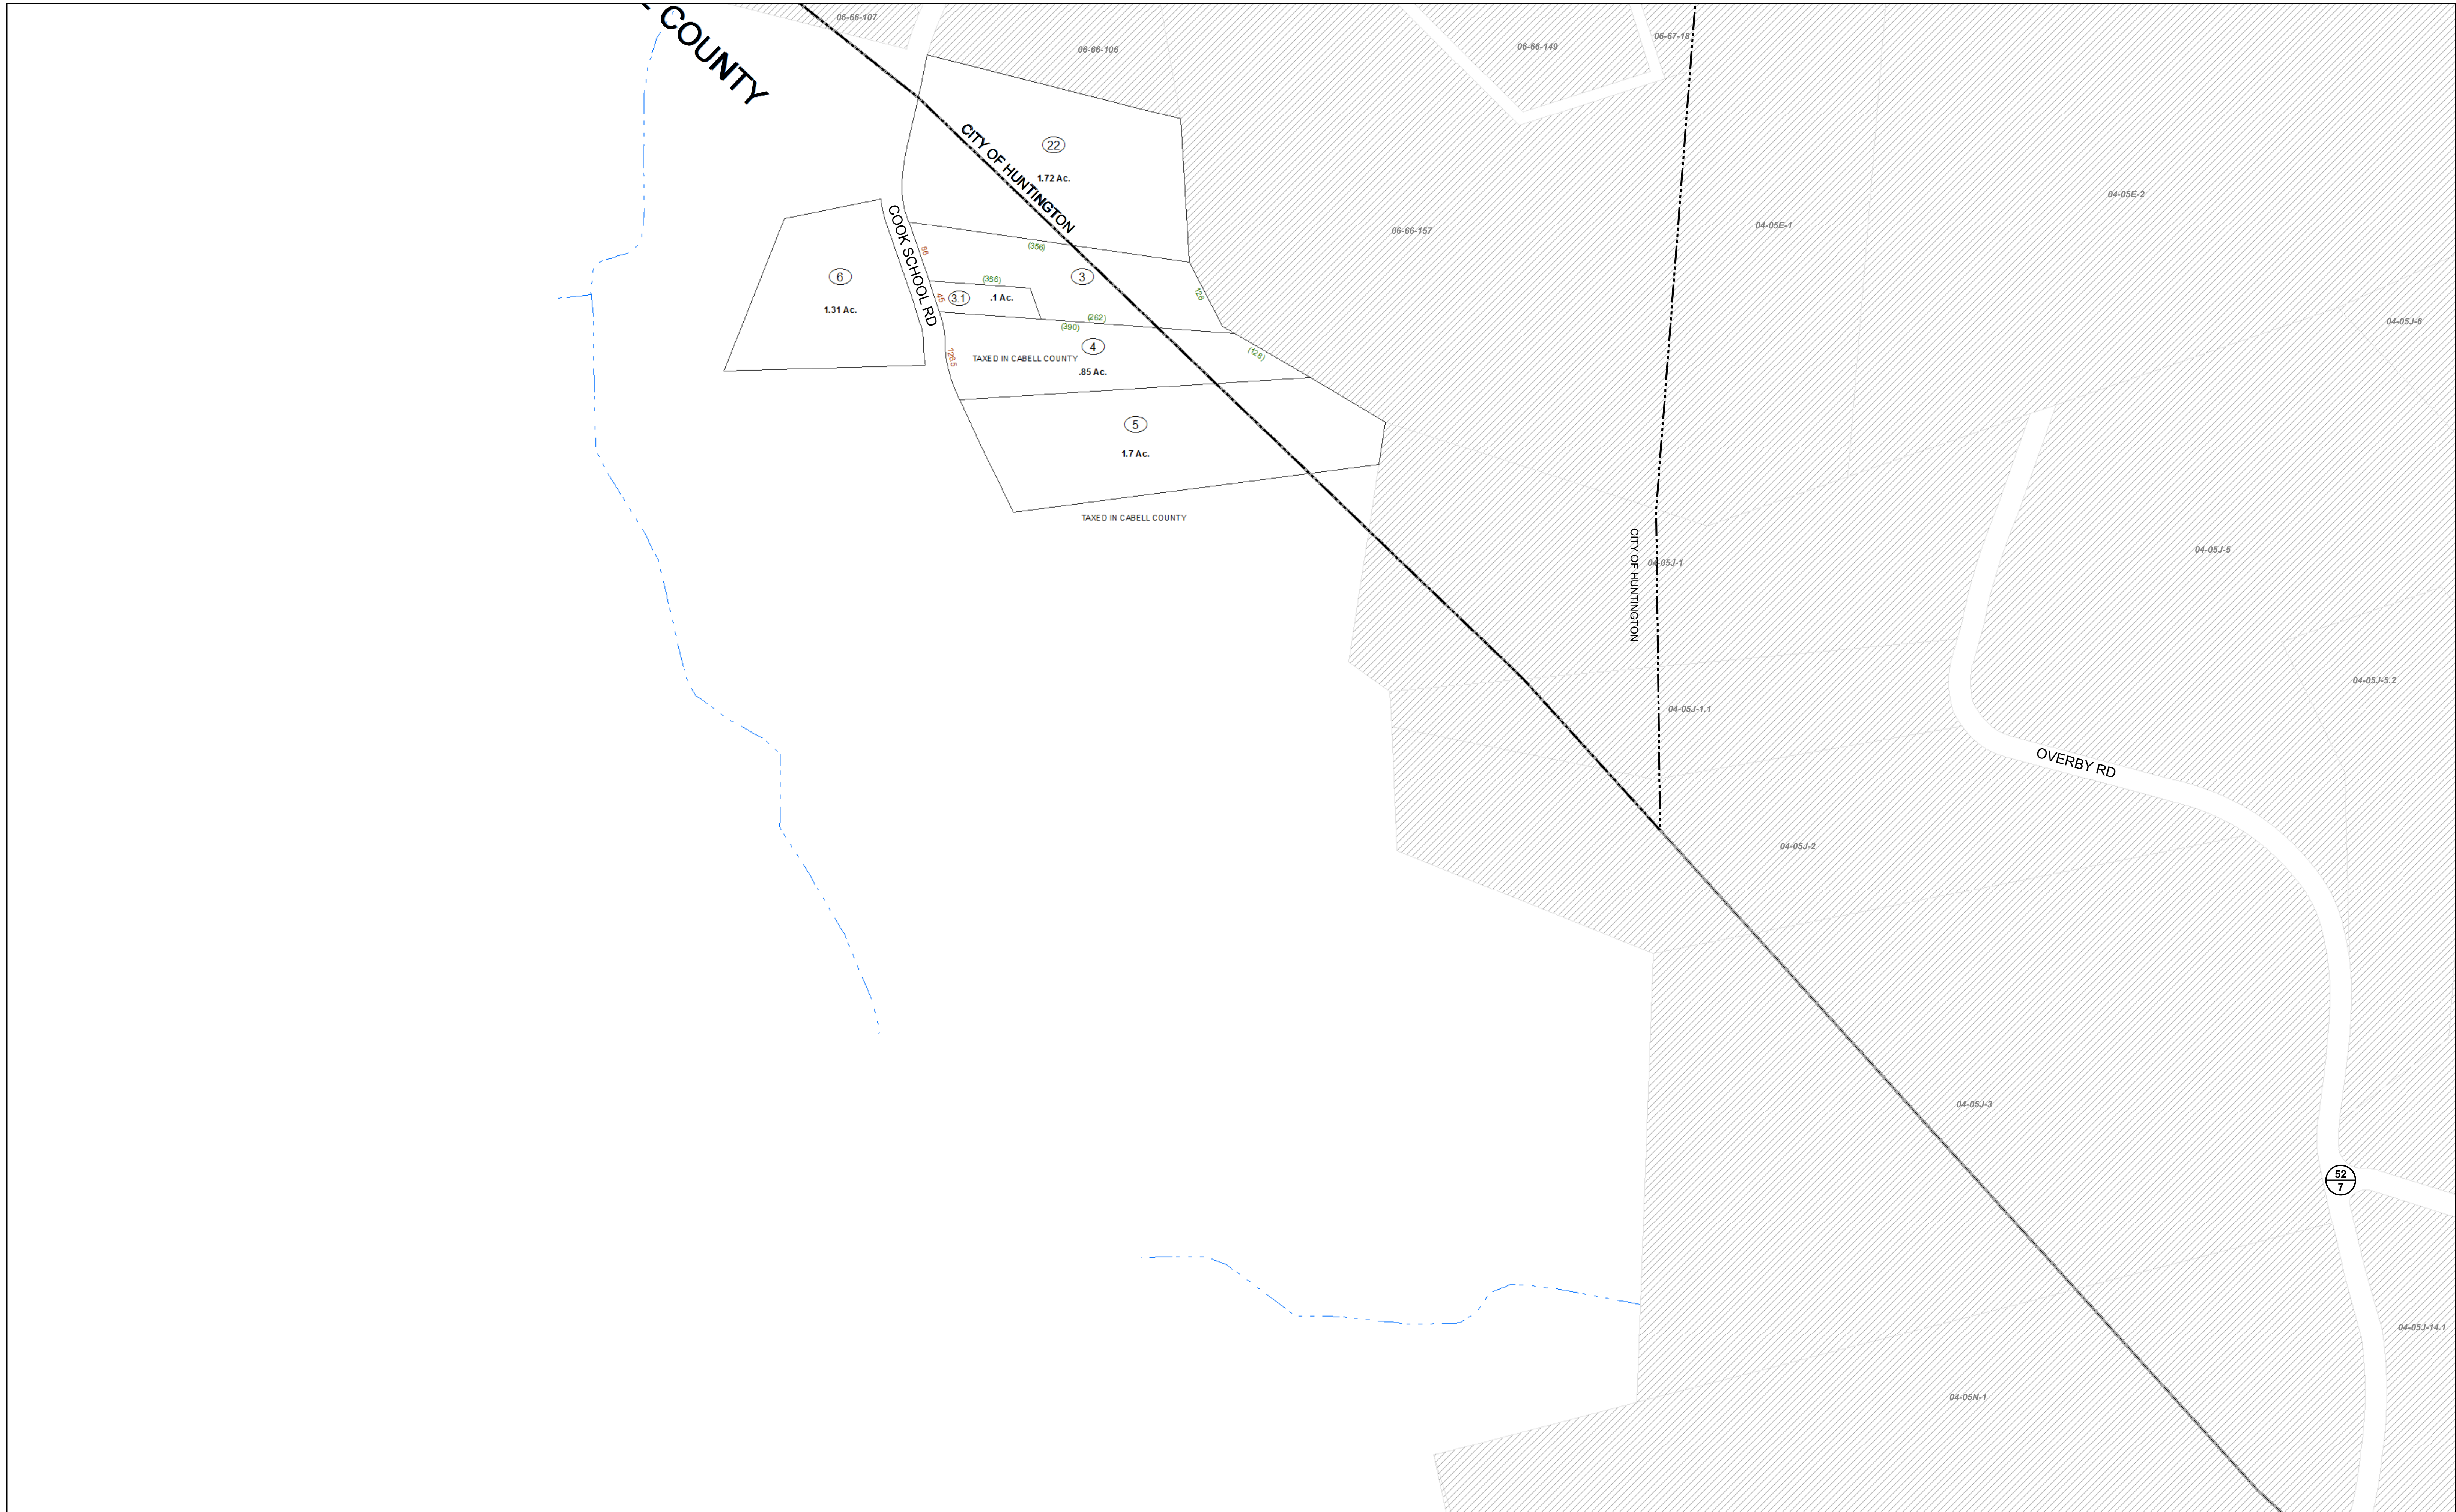 COUNTY
06-66-107
06-66-106
06-66-149
06-67-18
CITY OF HUNTINGTON
22
1.72 Ac.
04-05E-2
04-05E-1
06-66-157
COOK SCHOOL RD
86
(356)
6
1.31 Ac.
3
(356)
45
3.1
.1 Ac.
126
(262)
(390)
04-05J-6
4
126.5
TAXED IN CABELL COUNTY
.85 Ac.
(128)
5
1.7 Ac.
TAXED IN CABELL COUNTY
CITY OF HUNTINGTON
04-05J-1
04-05J-5
04-05J-5.2
04-05J-1.1
OVERBY RD
04-05J-2
04-05J-3
52
7
04-05J-14.1
04-05N-1